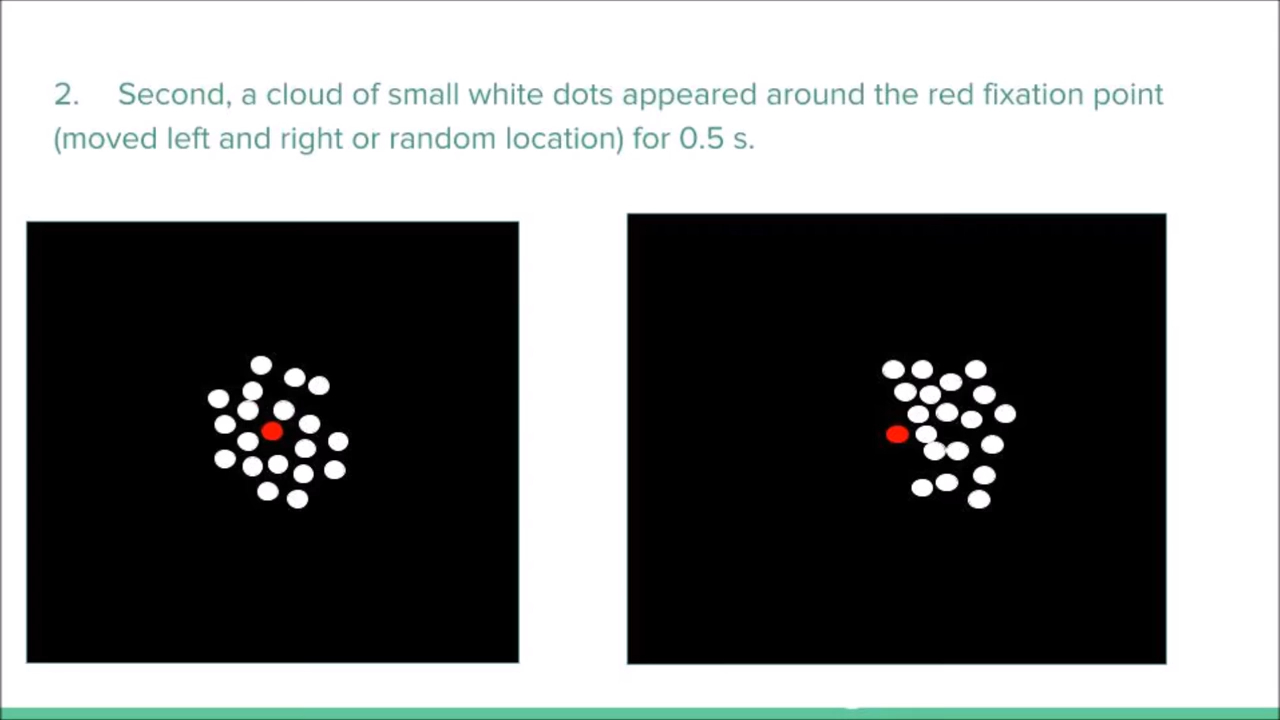 2. Second, a cloud of small white dots appeared around the red fixation point
(moved left and right or random location) for 0.5 s.